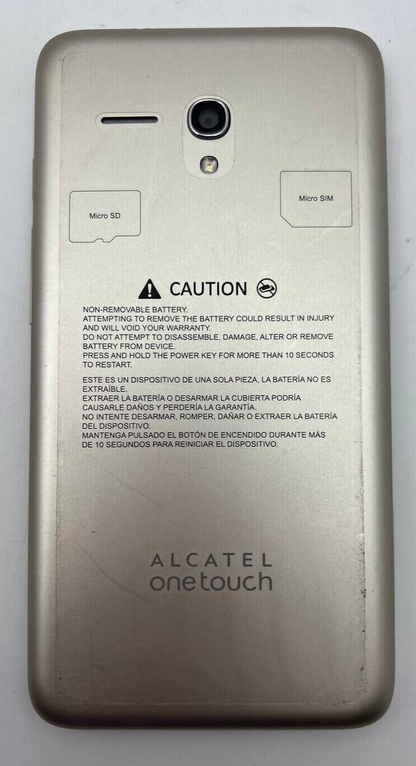 Micro SD
Micro SIM
CAUTION
NON-REMOVABLE BATTERY.
ATTEMPTING TO REMOVE THE BATTERY COULD RESULT IN INJURY
AND WILL VOID YOUR WARRANTY.
DO NOT ATTEMPT TO DISASSEMBLE, DAMAGE, ALTER OR REMOVE
BATTERY FROM DEVICE.
PRESS AND HOLD THE POWER KEY FOR MORE THAN 10 SECONDS
TO RESTART.
ESTE ES UN DISPOSITIVO DE UNA SOLA PIEZA, LA BATERÍA NO ES
EXTRAÍBLE.
EXTRAER LA BATERÍA O DESARMAR LA CUBIERTA PODRÍA
CAUSARLE DAÑOS Y PERDERÍA LA GARANTÍA.
NO INTENTE DESARMAR, ROMPER, DAÑAR O EXTRAER LA BATERÍA
DEL DISPOSITIVO.
MANTENGA PULSADO EL BOTÓN DE ENCENDIDO DURANTE MÁS
DE 10 SEGUNDOS PARA REINICIAR EL DISPOSITIVO.
ALCATEL
onetouch